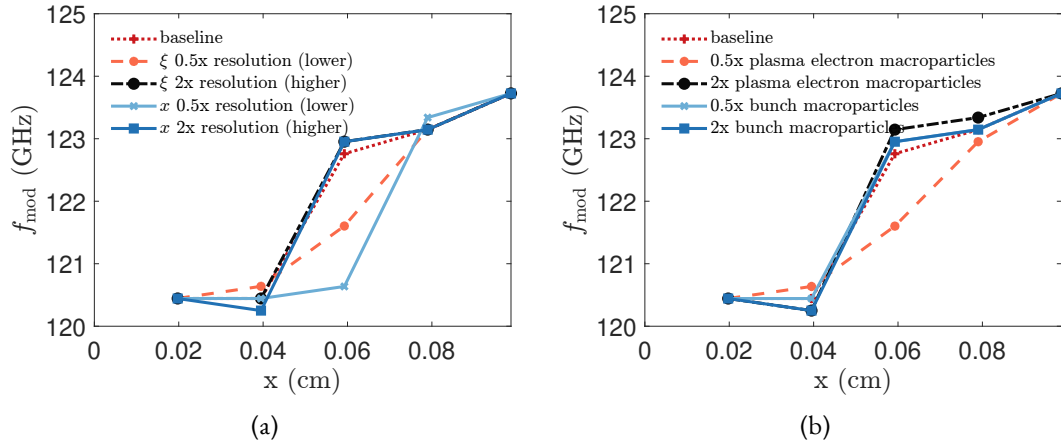 125
124
123
122
121
120
0
0.02
0.04
0.06
0.08
baseline
ξ 0.5x resolution (lower)
ξ 2x resolution (higher)
x 0.5x resolution (lower)
x 2x resolution (higher)
f_mod (GHz)
x (cm)
(a)
125
124
123
122
121
120
0
0.02
0.04
0.06
0.08
baseline
0.5x plasma electron macroparticles
2x plasma electron macroparticles
0.5x bunch macroparticles
2x bunch macroparticles
f_mod (GHz)
x (cm)
(b)